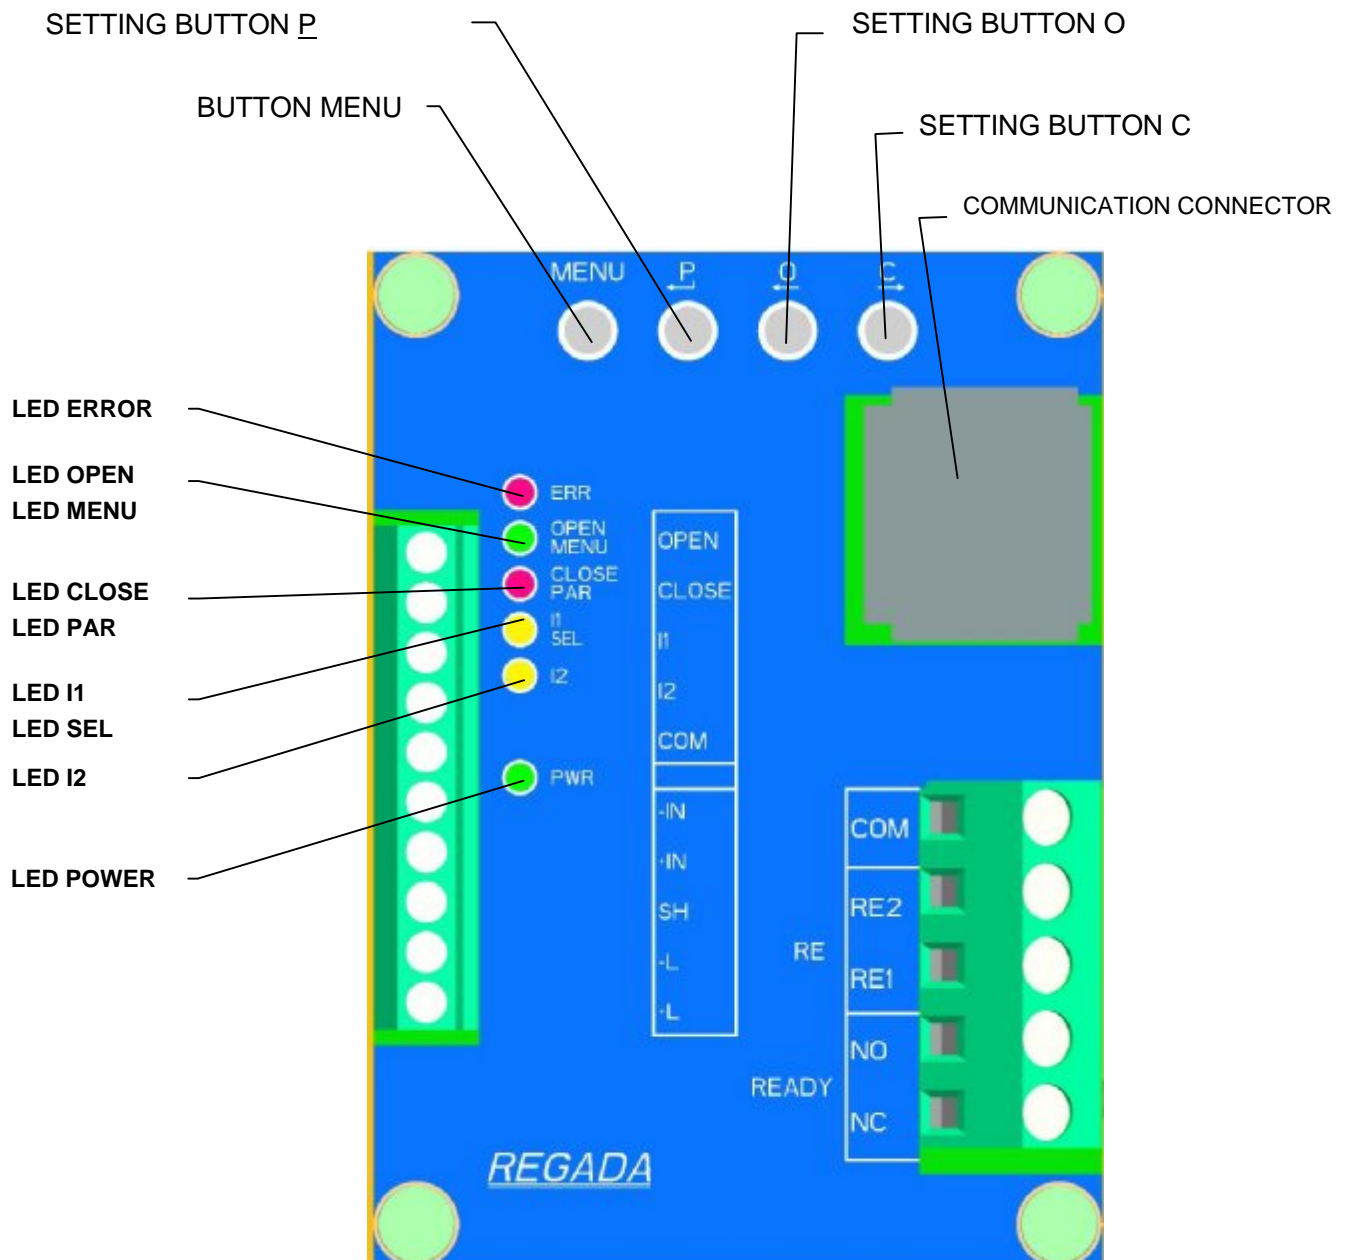 SETTING BUTTON P
SETTING BUTTON O
BUTTON MENU
SETTING BUTTON C
COMMUNICATION CONNECTOR
MENU
P
O
C
LED ERROR
LED OPEN
LED MENU
LED CLOSE
LED PAR
LED I1
LED SEL
LED I2
LED POWER
ERR
OPEN
MENU
CLOSE
PAR
I1
SEL
I2
PWR
OPEN
CLOSE
I1
I2
COM
-IN
+IN
SH
-L
+L
COM
RE2
RE
RE1
NO
READY
NC
REGADA